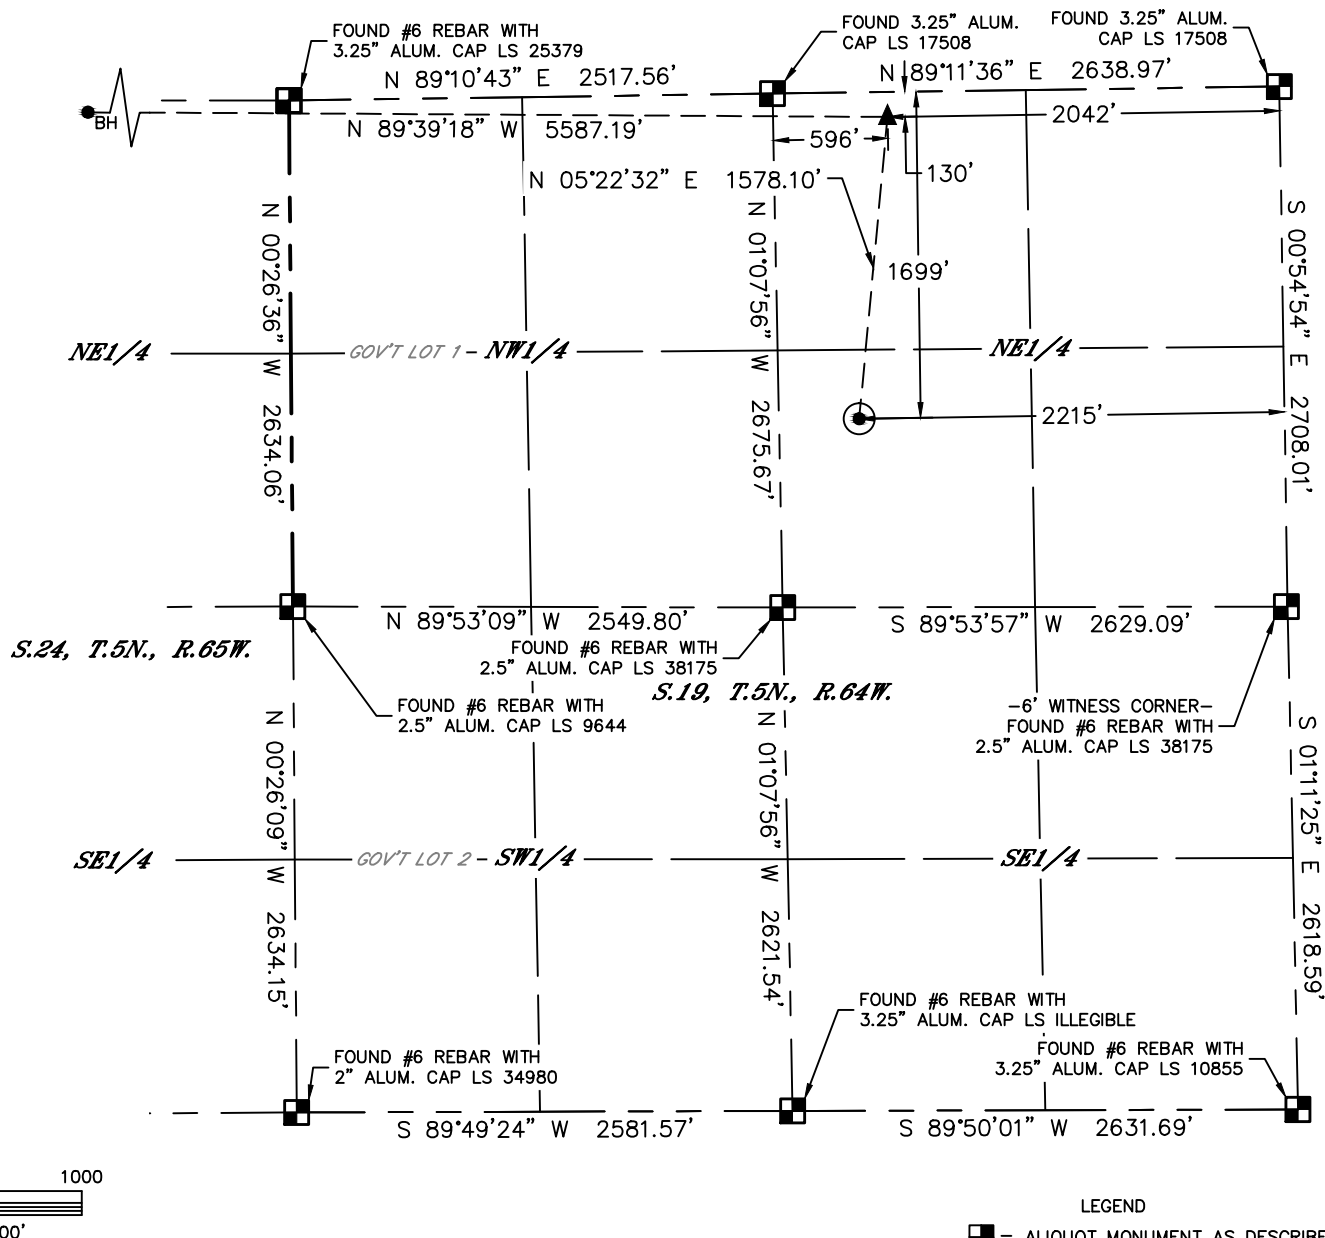 FOUND #6 REBAR WITH
3.25" ALUM. CAP LS 25379
FOUND 3.25" ALUM.
CAP LS 17508
FOUND 3.25" ALUM.
CAP LS 17508
N 89°10'43" E 2517.56'
N 89°11'36" E 2638.97'
BH
N 89°39'18" W 5587.19'
596'
2042'
130'
N 05°22'32" E 1578.10'
1699'
N 00°26'36" W 2634.06'
N 01°07'56" W 2675.67'
S 00°54'54" E 2708.01'
NE1/4
GOV'T LOT 1
NW1/4
NE1/4
2215'
N 89°53'09" W 2549.80'
S 89°53'57" W 2629.09'
S.24, T.5N., R.65W.
FOUND #6 REBAR WITH
2.5" ALUM. CAP LS 38175
S.19, T.5N., R.64W.
FOUND #6 REBAR WITH
2.5" ALUM. CAP LS 9644
-6' WITNESS CORNER-
FOUND #6 REBAR WITH
2.5" ALUM. CAP LS 38175
N 00°26'09" W 2634.15'
N 01°07'56" W 2621.54'
S 01°11'25" E 2618.59'
SE1/4
GOV'T LOT 2
SW1/4
SE1/4
FOUND #6 REBAR WITH
3.25" ALUM. CAP LS ILLEGIBLE
FOUND #6 REBAR WITH
2" ALUM. CAP LS 34980
FOUND #6 REBAR WITH
3.25" ALUM. CAP LS 10855
S 89°49'24" W 2581.57'
S 89°50'01" W 2631.69'
1000
00'
LEGEND
- ALIQUOT MONUMENT AS DESCRIBE